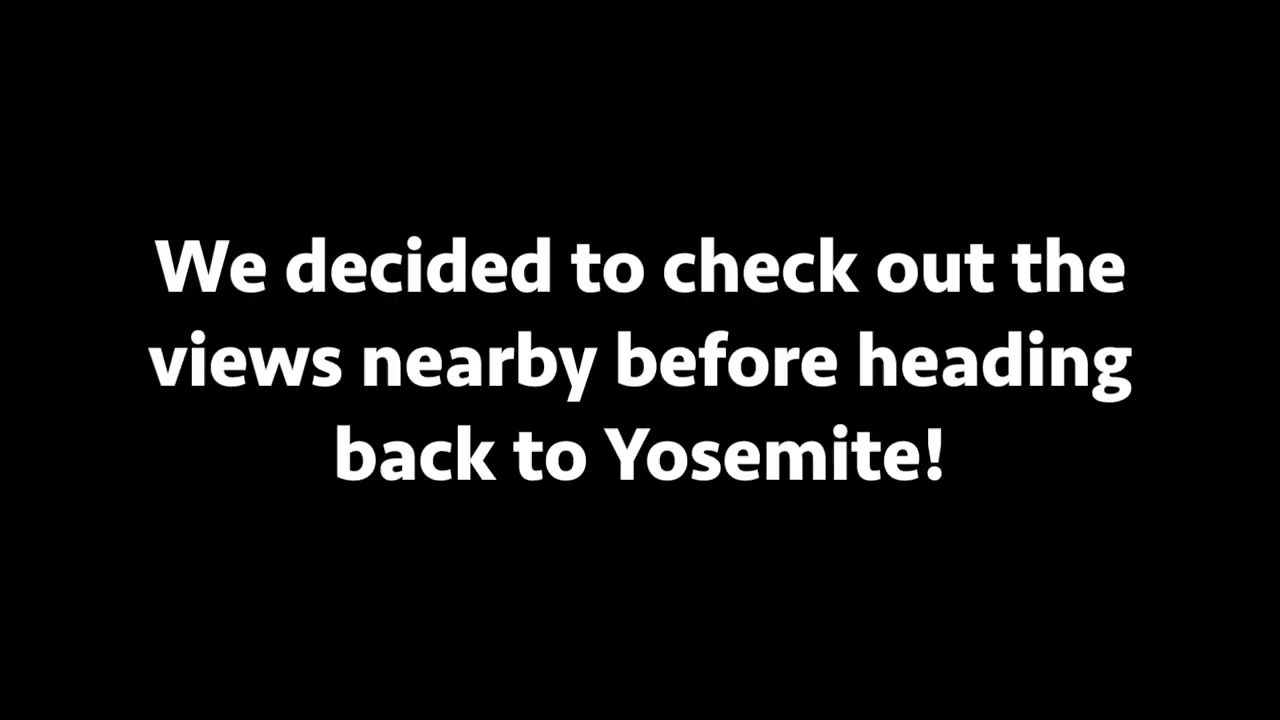 We decided to check out the
views nearby before heading
back to Yosemite!